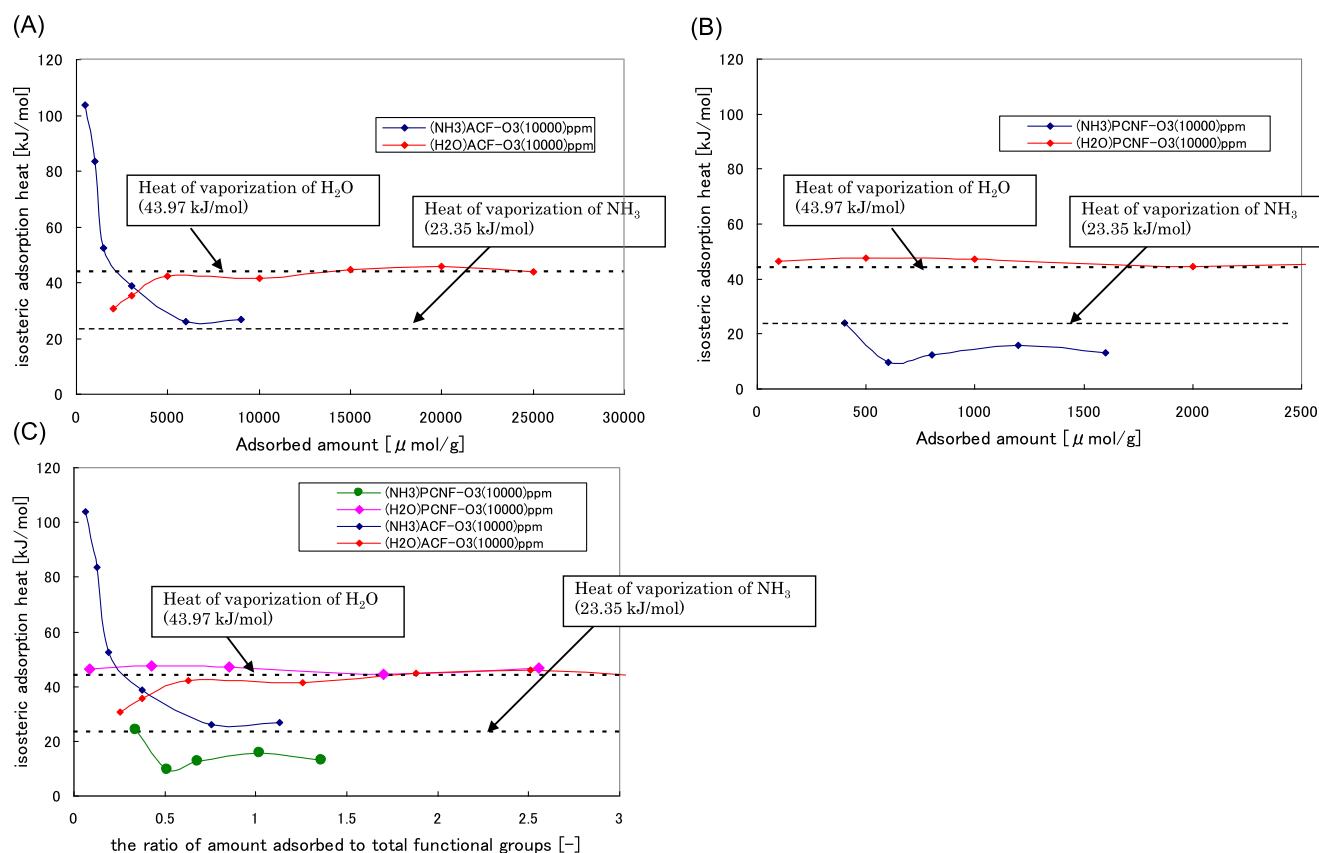 (A)
isosteric adsorption heat [kJ/mol]
120
100
80
60
40
20
0
(NH3)ACF-O3(10000)ppm
(H2O)ACF-O3(10000)ppm
Heat of vaporization of H2O
(43.97 kJ/mol)
Heat of vaporization of NH3
(23.35 kJ/mol)
0 5000 10000 15000 20000 25000 30000
Adsorbed amount [ μ mol/g]
(B)
isosteric adsorption heat [kJ/mol]
120
100
80
60
40
20
0
(NH3)PCNF-O3(10000)ppm
(H2O)PCNF-O3(10000)ppm
Heat of vaporization of H2O
(43.97 kJ/mol)
Heat of vaporization of NH3
(23.35 kJ/mol)
0 500 1000 1500 2000 2500
Adsorbed amount [ μ mol/g]
(C)
isosteric adsorption heat [kJ/mol]
120
100
80
60
40
20
0
(NH3)PCNF-O3(10000)ppm
(H2O)PCNF-O3(10000)ppm
(NH3)ACF-O3(10000)ppm
(H2O)ACF-O3(10000)ppm
Heat of vaporization of H2O
(43.97 kJ/mol)
Heat of vaporization of NH3
(23.35 kJ/mol)
0 0.5 1 1.5 2 2.5 3
the ratio of amount adsorbed to total functional groups [-]